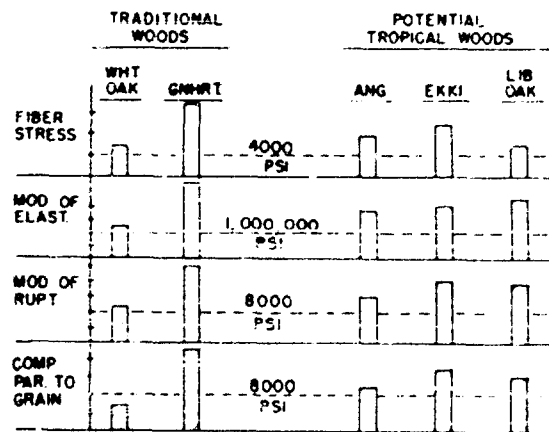 TRADITIONAL
WOODS
POTENTIAL
TROPICAL WOODS
WHT
OAK
GNHRT
ANG
EKKI
LIB
OAK
FIBER
STRESS
4000
PSI
MOD OF
ELAST.
1,000,000
PSI
MOD OF
RUPT
8000
PSI
COMP
PAR. TO
GRAIN
8000
PSI